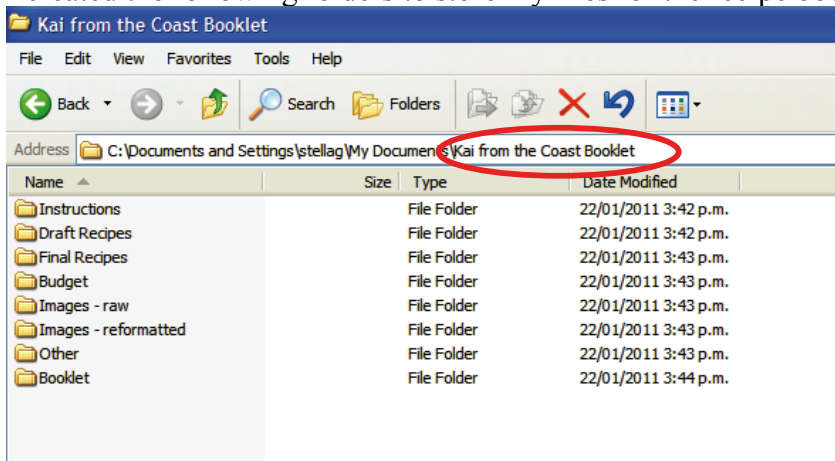 Kai from the Coast Booklet
File Edit View Favorites Tools Help
Back Search Folders
Address C:\Documents and Settings\stellag\My Documents\Kai from the Coast Booklet
Name Size Type Date Modified
Instructions File Folder 22/01/2011 3:42 p.m.
Draft Recipes File Folder 22/01/2011 3:42 p.m.
Final Recipes File Folder 22/01/2011 3:43 p.m.
Budget File Folder 22/01/2011 3:43 p.m.
Images - raw File Folder 22/01/2011 3:43 p.m.
Images - reformatted File Folder 22/01/2011 3:43 p.m.
Other File Folder 22/01/2011 3:43 p.m.
Booklet File Folder 22/01/2011 3:44 p.m.